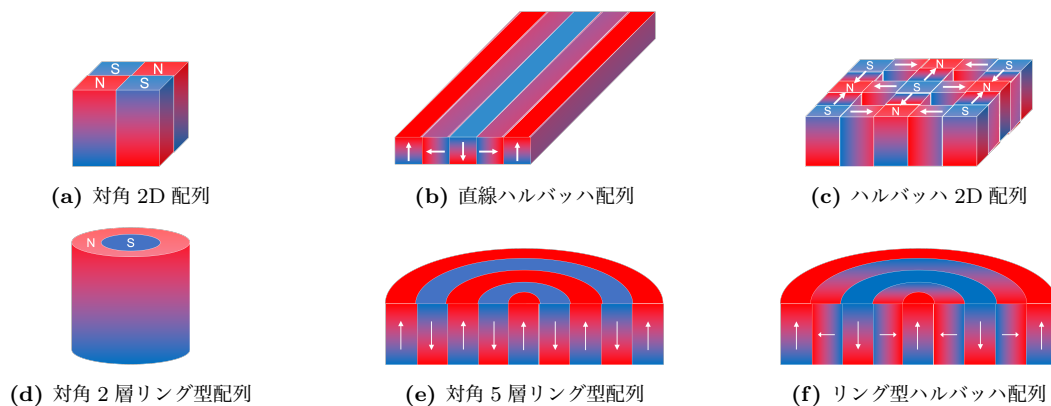 S N
N S
(a) 対角 2D 配列
(b) 直線ハルバッハ配列
S N S
N S N
S N S
(c) ハルバッハ 2D 配列
N S
(d) 対角 2 層リング型配列
(e) 対角 5 層リング型配列
(f) リング型ハルバッハ配列